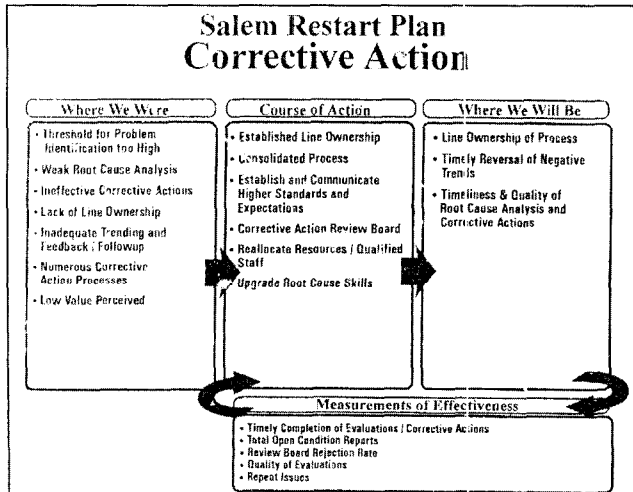 Salem Restart Plan
Corrective Action
Where We Were
• Threshold for Problem
Identification too High
• Weak Root Cause Analysis
• Ineffective Corrective Actions
• Lack of Line Ownership
• Inadequate Trending and
Feedback / Followup
• Numerous Corrective
Action Processes
• Low Value Perceived
Course of Action
• Established Line Ownership
• Consolidated Process
• Establish and Communicate
Higher Standards and
Expectations
• Corrective Action Review Board
• Reallocate Resources / Qualified
Staff
• Upgrade Root Cause Skills
Where We Will Be
• Line Ownership of Process
• Timely Reversal of Negative
Trends
• Timeliness & Quality of
Root Cause Analysis and
Corrective Actions
Measurements of Effectiveness
• Timely Completion of Evaluations / Corrective Actions
• Total Open Condition Reports
• Review Board Rejection Rate
• Quality of Evaluations
• Repeat Issues